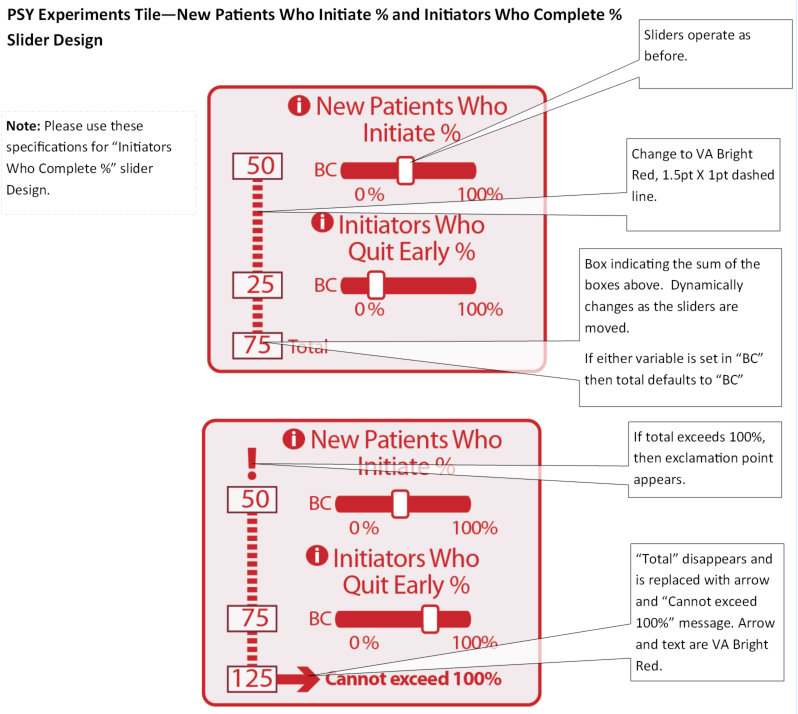 PSY Experiments Tile—New Patients Who Initiate % and Initiators Who Complete %
Slider Design
Sliders operate as
before.
Note: Please use these
specifications for “Initiators
Who Complete %” slider
Design.
New Patients Who
Initiate %
50
BC
0 %
100%
Change to VA Bright
Red, 1.5pt X 1pt dashed
line.
Initiators Who
Quit Early %
25
BC
0 %
100%
75
Total
Box indicating the sum of the
boxes above. Dynamically
changes as the sliders are
moved.
If either variable is set in “BC”
then total defaults to “BC”
New Patients Who
Initiate %
!
50
BC
0 %
100%
If total exceeds 100%,
then exclamation point
appears.
Initiators Who
Quit Early %
75
BC
0 %
100%
125
Cannot exceed 100%
“Total” disappears and
is replaced with arrow
and “Cannot exceed
100%” message. Arrow
and text are VA Bright
Red.